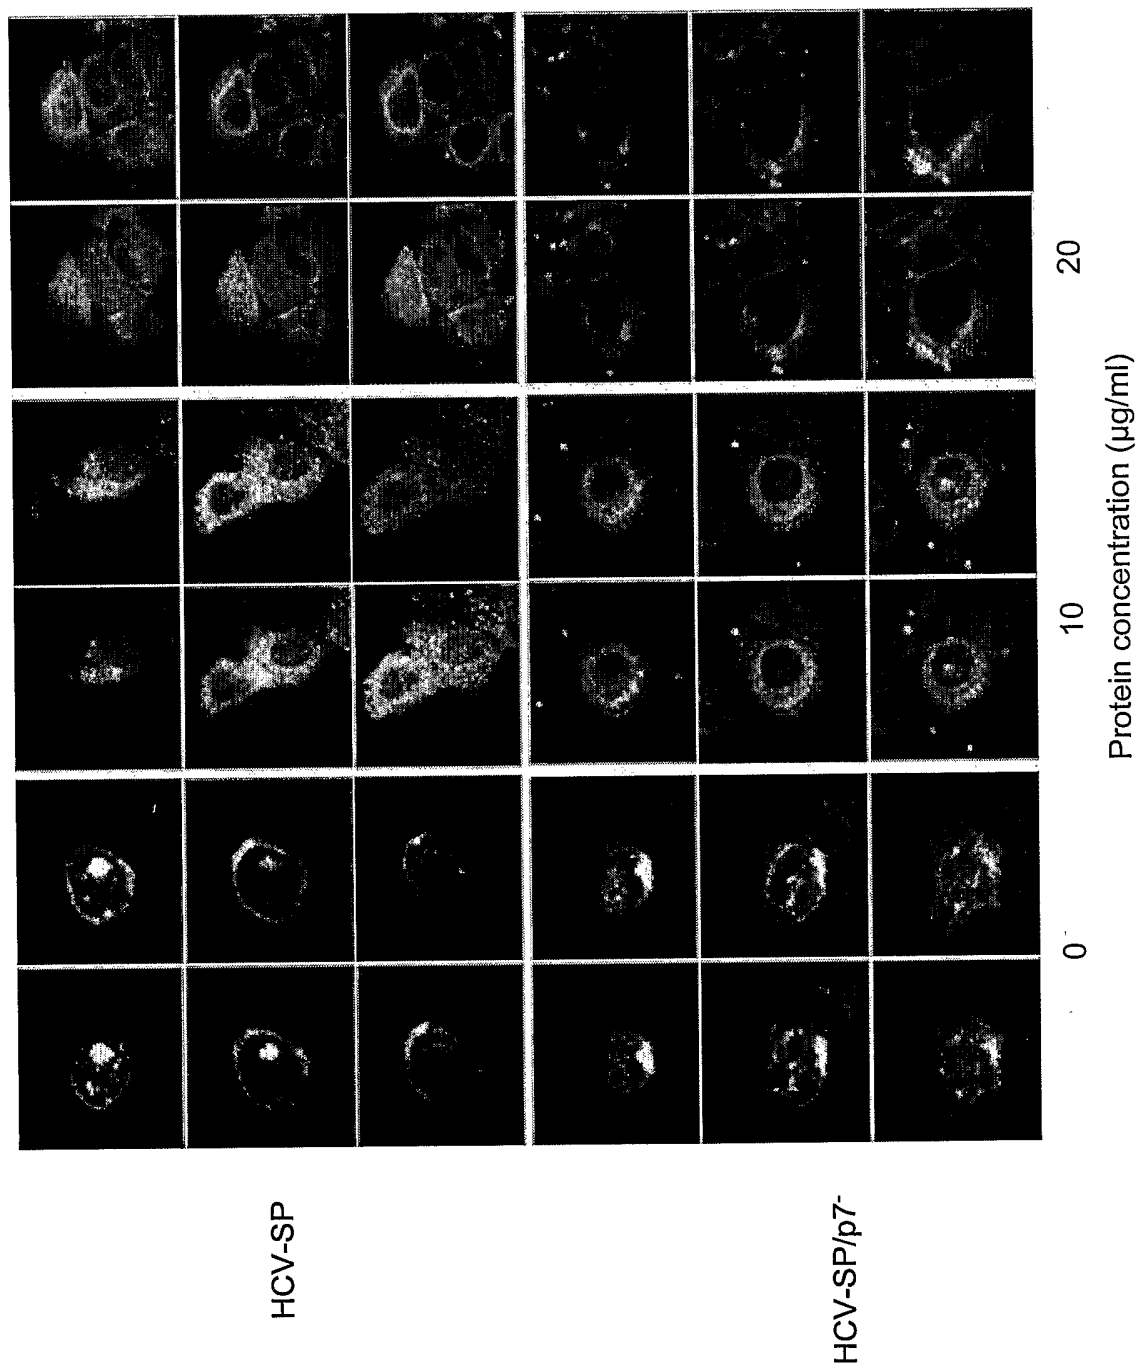 HCV-SP
HCV-SP/p7⁻
0
10
20
Protein concentration (µg/ml)